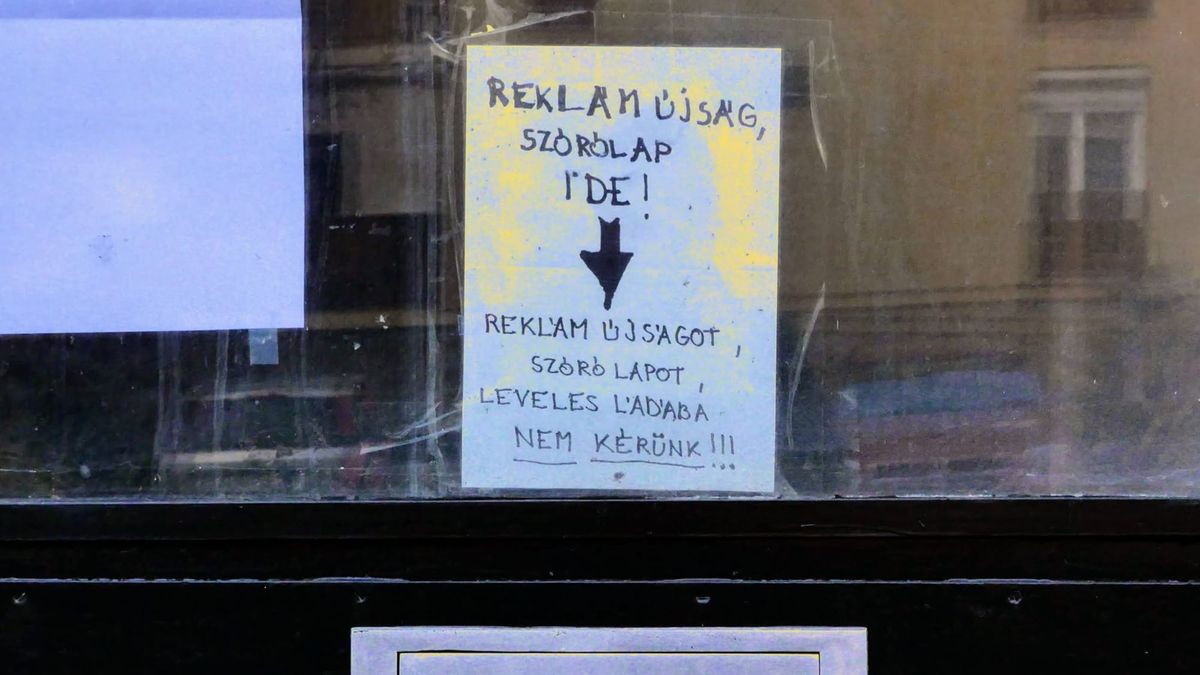 REKLÁM ÚJSÁG,
SZÓRÓLAP
IDE!
REKLÁM ÚJSÁGOT,
SZÓRÓ LAPOT,
LEVELES LÁDÁBA
NEM KÉRÜNK!!!